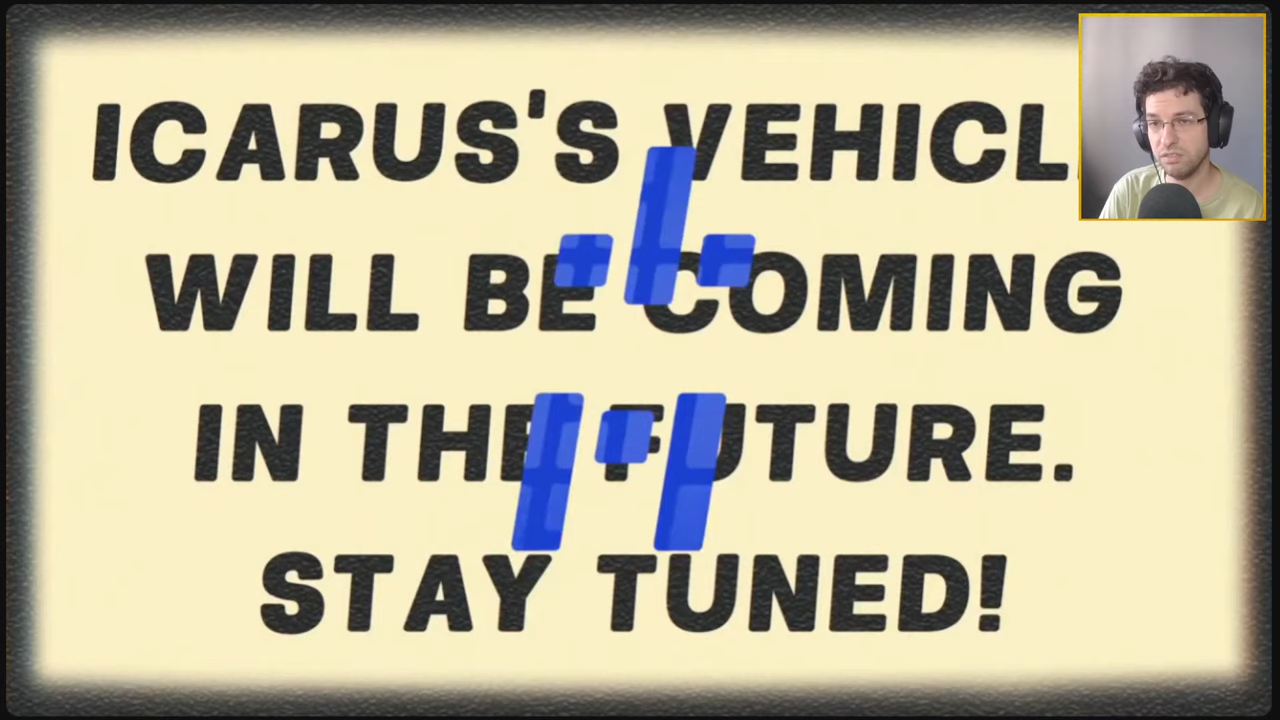 ICARUS'S VEHICL
WILL BE COMING
IN THE FUTURE.
STAY TUNED!